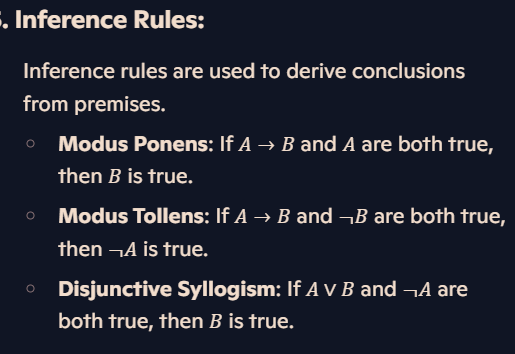 . Inference Rules:
Inference rules are used to derive conclusions
from premises.
Modus Ponens: If A → B and A are both true,
then B is true.
Modus Tollens: If A → B and ¬B are both true,
then ¬A is true.
Disjunctive Syllogism: If A ∨ B and ¬A are
both true, then B is true.